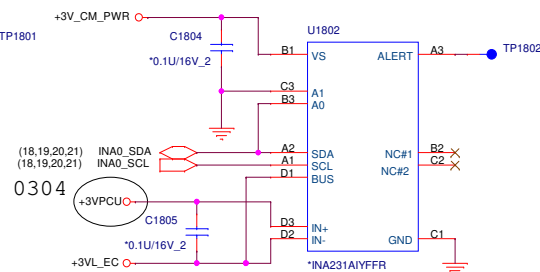 +3V_CM_PWR
TP1801
C1804
*0.1U/16V_2
U1802
B1 VS
ALERT A3
TP1802
C3 A1
B3 A0
(18,19,20,21) INA0_SDA
A2 SDA
(18,19,20,21) INA0_SCL
A1 SCL
D1 BUS
NC#1 B2
NC#2 C2
0304
+3VPCU
C1805
*0.1U/16V_2
D3 IN+
D2 IN-
GND C1
+3VL_EC
*INA231AIYFFR